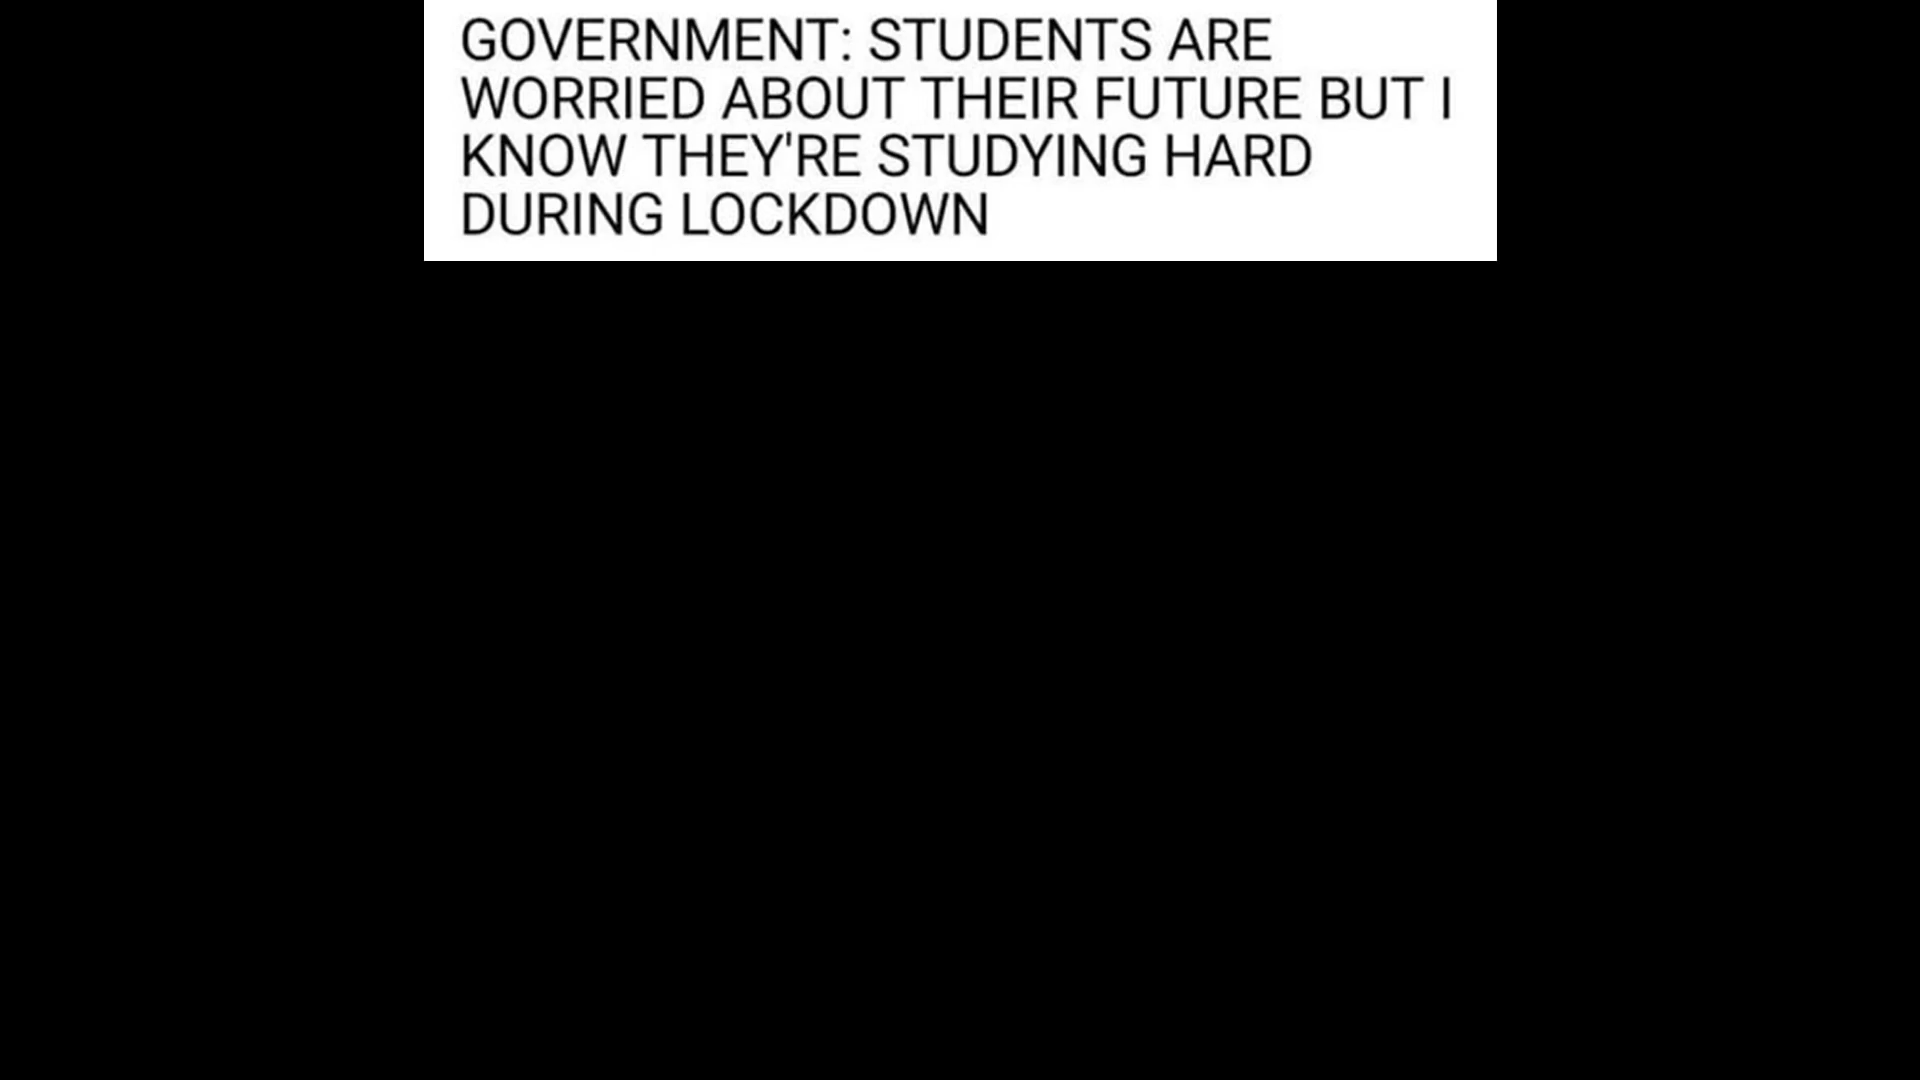 GOVERNMENT: STUDENTS ARE
WORRIED ABOUT THEIR FUTURE BUT I
KNOW THEY'RE STUDYING HARD
DURING LOCKDOWN